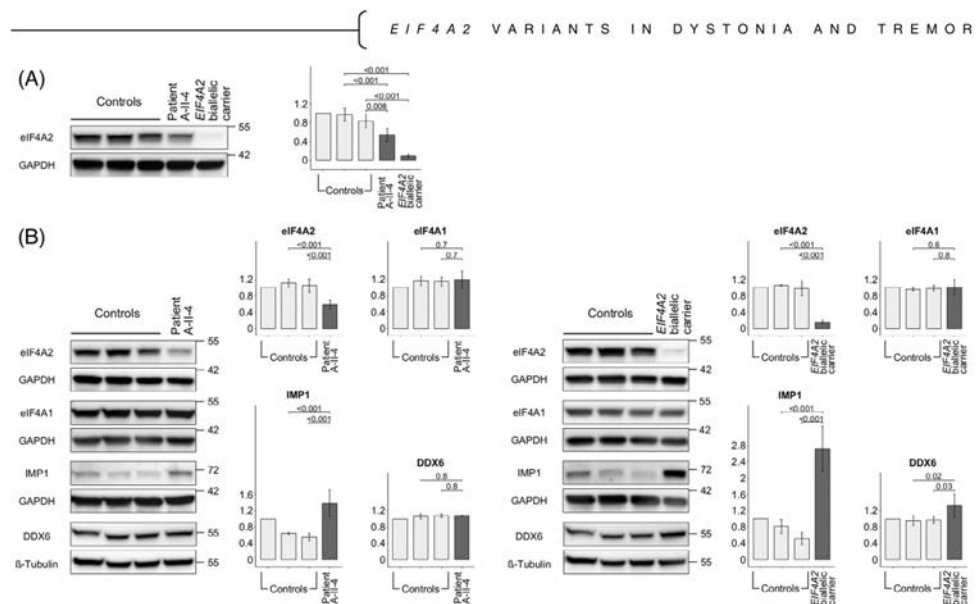 EIF4A2 VARIANTS IN DYSTONIA AND TREMOR
(A)
Controls
Patient
A-II-4
EIF4A2
biallelic
carrier
eIF4A2
GAPDH
55
42
1.2
0.8
0.4
0
<0.001
<0.001
<0.001
0.008
Controls
Patient
A-II-4
EIF4A2
biallelic
carrier
(B)
Controls
Patient
A-II-4
eIF4A2
55
GAPDH
42
eIF4A1
55
GAPDH
42
IMP1
72
GAPDH
42
DDX6
55
ß-Tubulin
55
eIF4A2
<0.001
<0.001
1.2
0.8
0.4
0
Controls
Patient
A-II-4
eIF4A1
0.7
0.7
1.2
0.8
0.4
0
Controls
Patient
A-II-4
IMP1
<0.001
<0.001
1.6
1.2
0.8
0.4
0
Controls
Patient
A-II-4
DDX6
0.8
0.8
1.6
1.2
0.8
0.4
0
Controls
Patient
A-II-4
Controls
EIF4A2
biallelic
carrier
eIF4A2
55
GAPDH
42
eIF4A1
55
GAPDH
42
IMP1
72
GAPDH
42
DDX6
55
ß-Tubulin
55
eIF4A2
<0.001
<0.001
1.2
0.8
0.4
0
Controls
EIF4A2
biallelic
carrier
eIF4A1
0.6
0.8
1.2
0.8
0.4
0
Controls
EIF4A2
biallelic
carrier
IMP1
<0.001
<0.001
2.8
2.4
2.0
1.6
1.2
0.8
0.4
0
Controls
EIF4A2
biallelic
carrier
DDX6
0.02
0.03
1.6
1.2
0.8
0.4
0
Controls
EIF4A2
biallelic
carrier